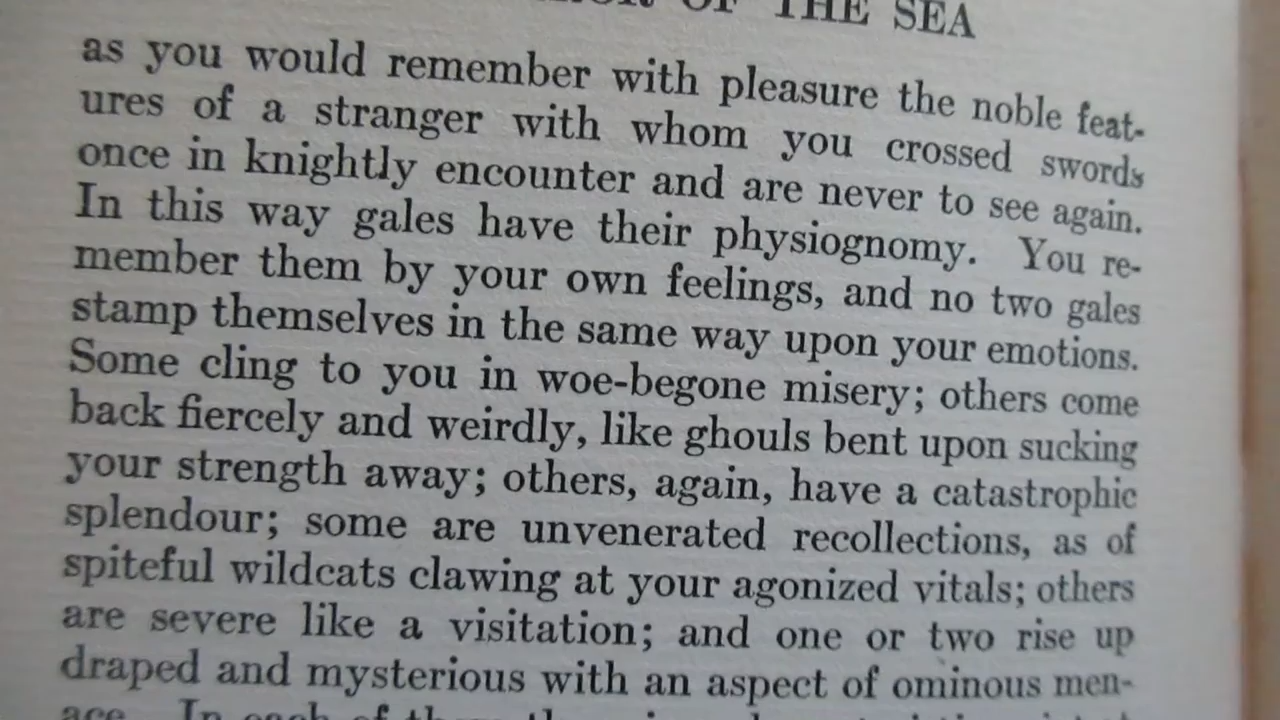 OF THE SEA
as you would remember with pleasure the noble feat-
ures of a stranger with whom you crossed swords
once in knightly encounter and are never to see again.
In this way gales have their physiognomy. You re-
member them by your own feelings, and no two gales
stamp themselves in the same way upon your emotions.
Some cling to you in woe-begone misery; others come
back fiercely and weirdly, like ghouls bent upon sucking
your strength away; others, again, have a catastrophic
splendour; some are unvenerated recollections, as of
spiteful wildcats clawing at your agonized vitals; others
are severe like a visitation; and one or two rise up
draped and mysterious with an aspect of ominous men-
ace. In each of them